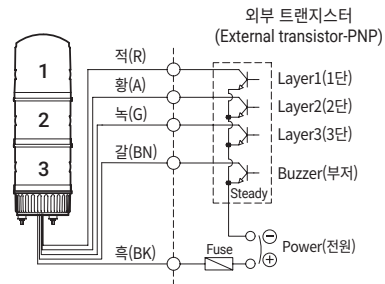 외부 트랜지스터
(External transistor-PNP)
적(R)
황(A)
녹(G)
갈(BN)
흑(BK)
1
2
3
Layer1(1단)
Layer2(2단)
Layer3(3단)
Buzzer(부저)
Steady
Fuse
⊖
⊕
Power(전원)